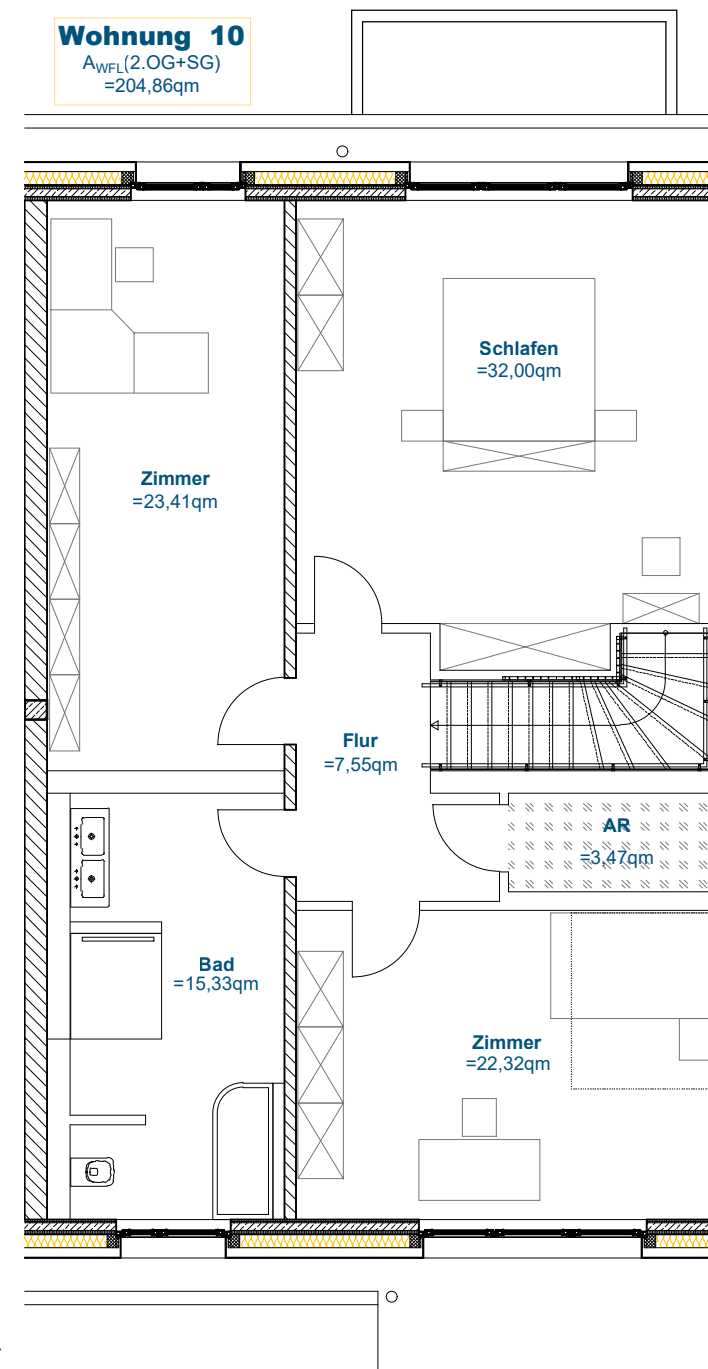 Wohnung 10
AWFL(2.OG+SG)
=204,86qm
Schlafen
=32,00qm
Zimmer
=23,41qm
Flur
=7,55qm
AR
=3,47qm
Bad
=15,33qm
Zimmer
=22,32qm